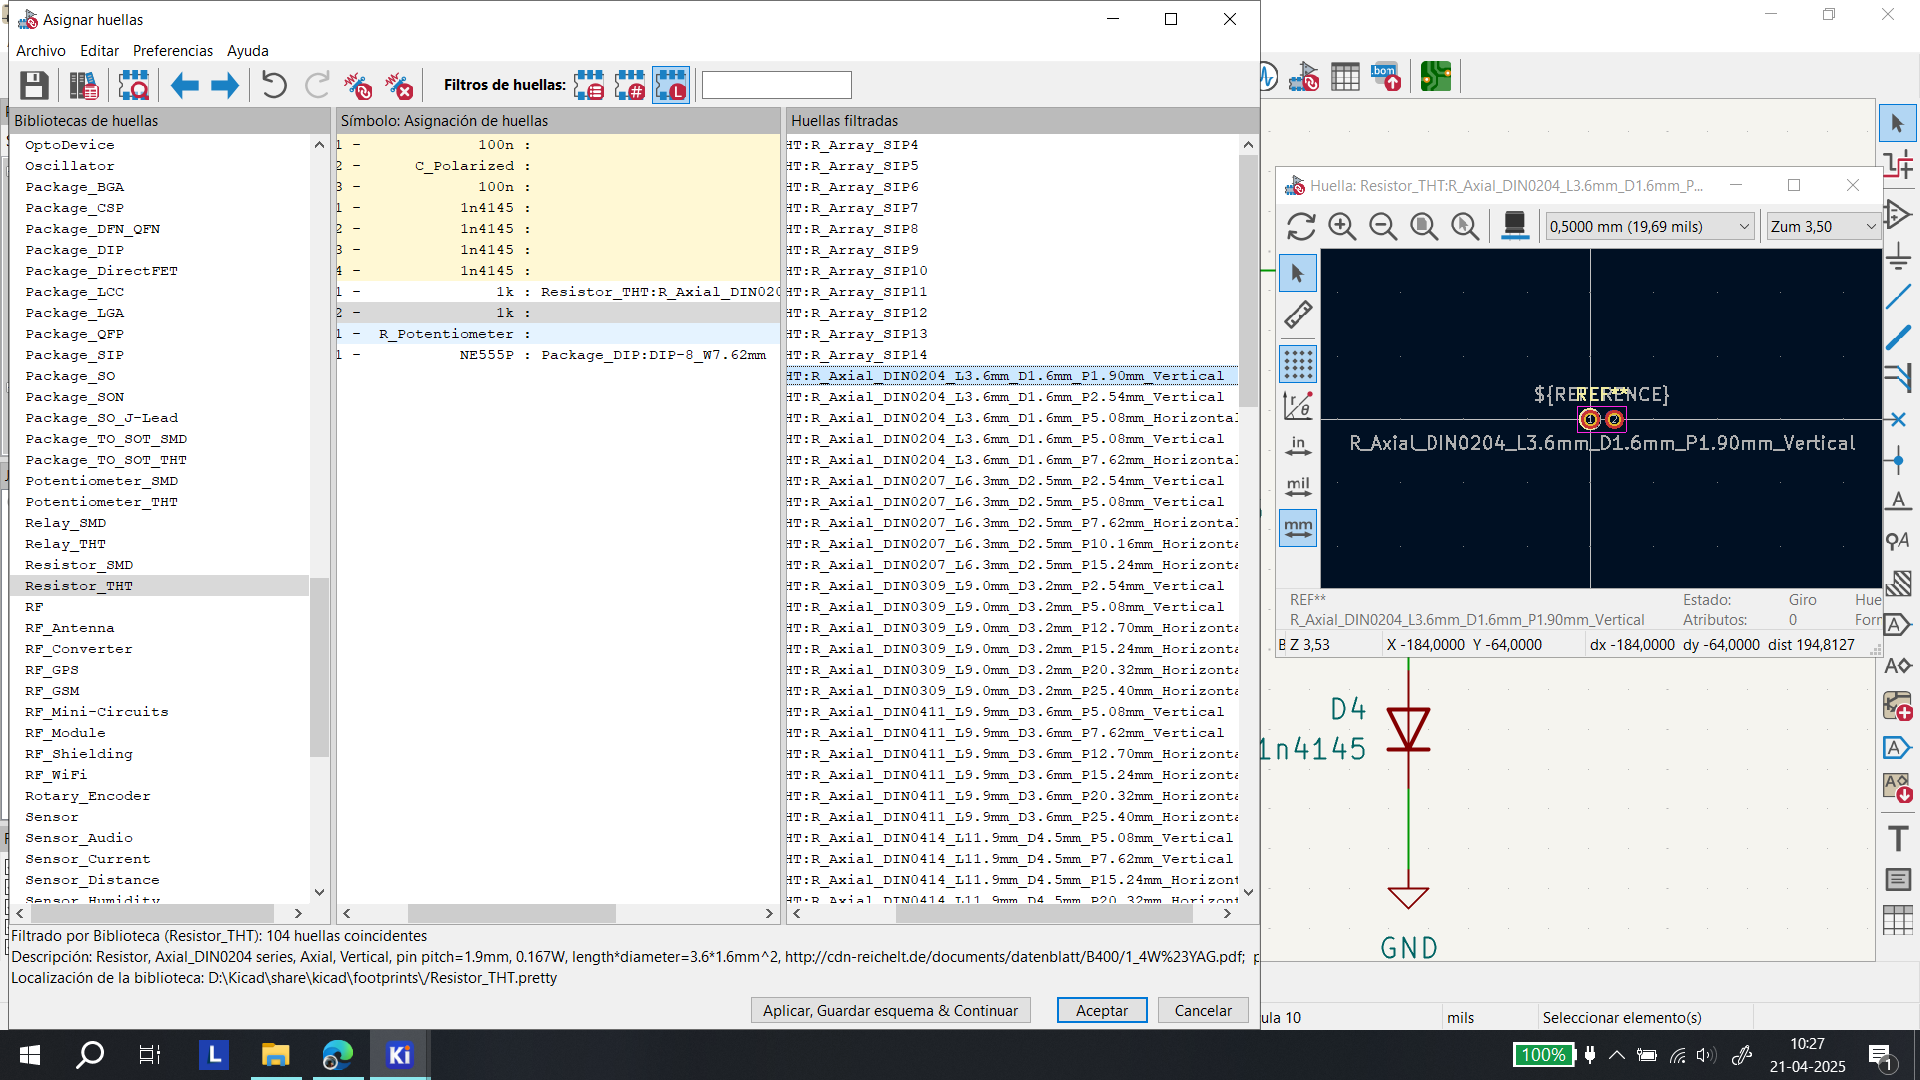 Asignar huellas
Archivo Editar Preferencias Ayuda
Filtros de huellas:
Bibliotecas de huellas
OptoDevice
Oscillator
Package_BGA
Package_CSP
Package_DFN_QFN
Package_DIP
Package_DirectFET
Package_LCC
Package_LGA
Package_QFP
Package_SIP
Package_SO
Package_SON
Package_SO_J-Lead
Package_TO_SOT_SMD
Package_TO_SOT_THT
Potentiometer_SMD
Potentiometer_THT
Relay_SMD
Relay_THT
Resistor_SMD
Resistor_THT
RF
RF_Antenna
RF_Converter
RF_GPS
RF_GSM
RF_Mini-Circuits
RF_Module
RF_Shielding
RF_WiFi
Rotary_Encoder
Sensor
Sensor_Audio
Sensor_Current
Sensor_Distance
Sensor_Humidity
Símbolo: Asignación de huellas
1 - 100n :
2 - C_Polarized :
3 - 100n :
1 - 1n4145 :
2 - 1n4145 :
3 - 1n4145 :
4 - 1n4145 :
1 - 1k : Resistor_THT:R_Axial_DIN020
2 - 1k :
1 - R_Potentiometer :
1 - NE555P : Package_DIP:DIP-8_W7.62mm
Huellas filtradas
HT:R_Array_SIP4
HT:R_Array_SIP5
HT:R_Array_SIP6
HT:R_Array_SIP7
HT:R_Array_SIP8
HT:R_Array_SIP9
HT:R_Array_SIP10
HT:R_Array_SIP11
HT:R_Array_SIP12
HT:R_Array_SIP13
HT:R_Array_SIP14
HT:R_Axial_DIN0204_L3.6mm_D1.6mm_P1.90mm_Vertical
HT:R_Axial_DIN0204_L3.6mm_D1.6mm_P2.54mm_Vertical
HT:R_Axial_DIN0204_L3.6mm_D1.6mm_P5.08mm_Horizontal
HT:R_Axial_DIN0204_L3.6mm_D1.6mm_P5.08mm_Vertical
HT:R_Axial_DIN0204_L3.6mm_D1.6mm_P7.62mm_Horizontal
HT:R_Axial_DIN0207_L6.3mm_D2.5mm_P2.54mm_Vertical
HT:R_Axial_DIN0207_L6.3mm_D2.5mm_P5.08mm_Vertical
HT:R_Axial_DIN0207_L6.3mm_D2.5mm_P7.62mm_Horizontal
HT:R_Axial_DIN0207_L6.3mm_D2.5mm_P10.16mm_Horizonta
HT:R_Axial_DIN0207_L6.3mm_D2.5mm_P15.24mm_Horizonta
HT:R_Axial_DIN0309_L9.0mm_D3.2mm_P2.54mm_Vertical
HT:R_Axial_DIN0309_L9.0mm_D3.2mm_P5.08mm_Vertical
HT:R_Axial_DIN0309_L9.0mm_D3.2mm_P12.70mm_Horizonta
HT:R_Axial_DIN0309_L9.0mm_D3.2mm_P15.24mm_Horizonta
HT:R_Axial_DIN0309_L9.0mm_D3.2mm_P20.32mm_Horizonta
HT:R_Axial_DIN0309_L9.0mm_D3.2mm_P25.40mm_Horizonta
HT:R_Axial_DIN0411_L9.9mm_D3.6mm_P5.08mm_Vertical
HT:R_Axial_DIN0411_L9.9mm_D3.6mm_P7.62mm_Vertical
HT:R_Axial_DIN0411_L9.9mm_D3.6mm_P12.70mm_Horizonta
HT:R_Axial_DIN0411_L9.9mm_D3.6mm_P15.24mm_Horizonta
HT:R_Axial_DIN0411_L9.9mm_D3.6mm_P20.32mm_Horizonta
HT:R_Axial_DIN0411_L9.9mm_D3.6mm_P25.40mm_Horizonta
HT:R_Axial_DIN0414_L11.9mm_D4.5mm_P5.08mm_Vertical
HT:R_Axial_DIN0414_L11.9mm_D4.5mm_P7.62mm_Vertical
HT:R_Axial_DIN0414_L11.9mm_D4.5mm_P15.24mm_Horizont
HT:R_Axial_DIN0414_L11.9mm_D4.5mm_P20.32mm_Horizont
Filtrado por Biblioteca (Resistor_THT): 104 huellas coincidentes
Descripción: Resistor, Axial_DIN0204 series, Axial, Vertical, pin pitch=1.9mm, 0.167W, length*diameter=3.6*1.6mm^2, http://cdn-reichelt.de/documents/datenblatt/B400/1_4W%23YAG.pdf; p
Localización de la biblioteca: D:\Kicad\share\kicad\footprints\/Resistor_THT.pretty
Aplicar, Guardar esquema & Continuar Aceptar Cancelar
.bom
Huella: Resistor_THT:R_Axial_DIN0204_L3.6mm_D1.6mm_P...
0,5000 mm (19,69 mils) Zum 3,50
in
mil
mm
${REFERENCE}
REF**
1 2
R_Axial_DIN0204_L3.6mm_D1.6mm_P1.90mm_Vertical
REF** Estado: Giro Hue
R_Axial_DIN0204_L3.6mm_D1.6mm_P1.90mm_Vertical Atributos: 0 Forr
B Z 3,53 X -184,0000 Y -64,0000 dx -184,0000 dy -64,0000 dist 194,8127
D4
1n4145
GND
ula 10 mils Seleccionar elemento(s)
L Ki
100%
10:27
21-04-2025
1